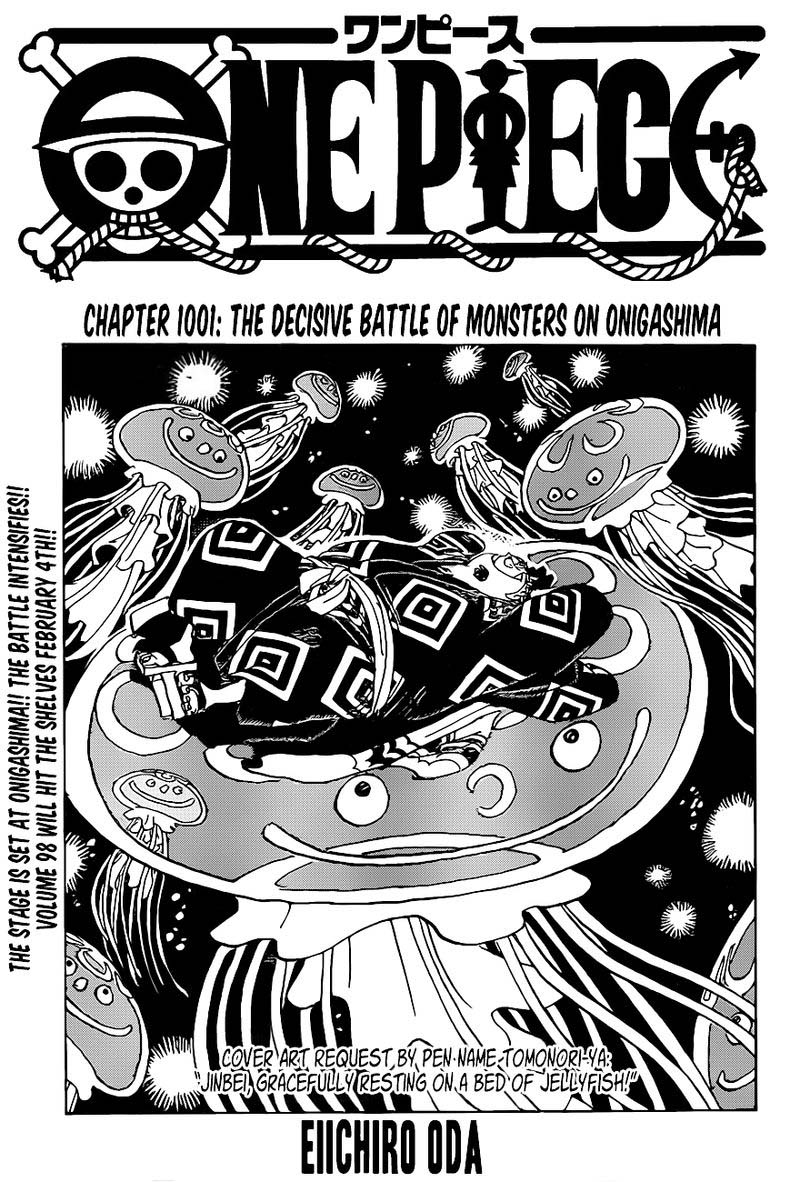 ワンピース
ONE PIECE
CHAPTER 1001: THE DECISIVE BATTLE OF MONSTERS ON ONIGASHIMA
THE STAGE IS SET AT ONIGASHIMA!! THE BATTLE INTENSIFIES!!
VOLUME 98 WILL HIT THE SHELVES FEBRUARY 4TH!!
COVER ART REQUEST BY PEN NAME TOMONORI-YA:
"JINBEI, GRACEFULLY RESTING ON A BED OF JELLYFISH!"
EIICHIRO ODA